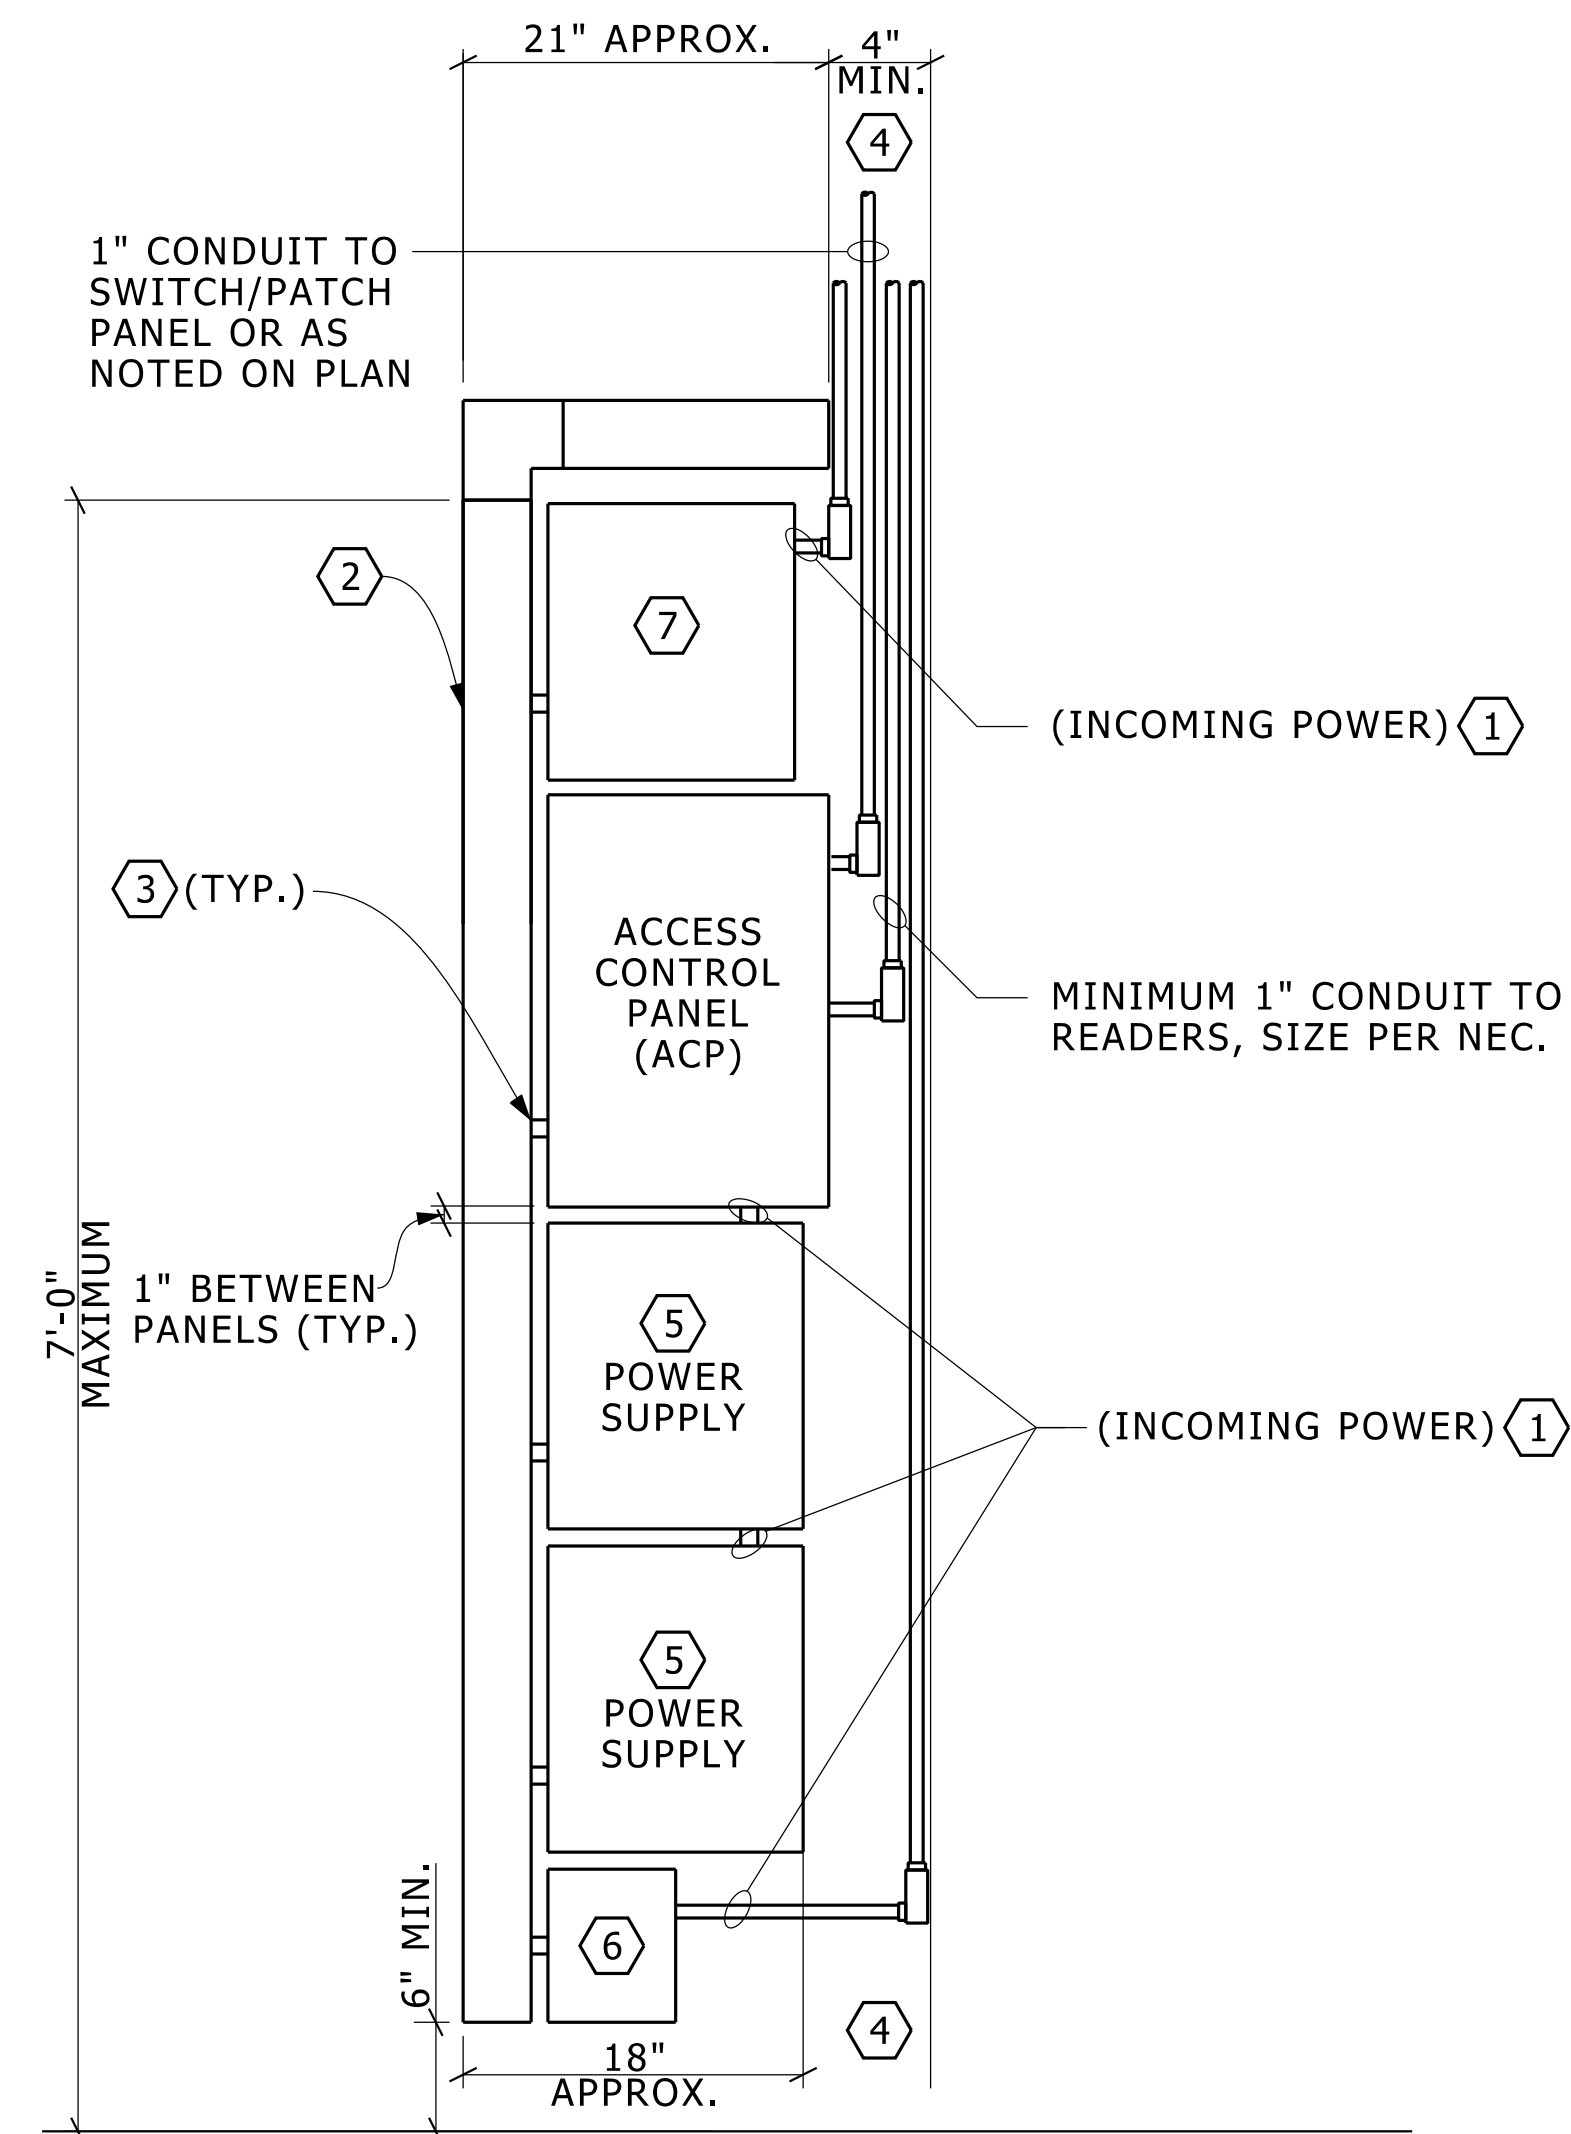 21" APPROX.
4"
MIN.
4
1" CONDUIT TO
SWITCH/PATCH
PANEL OR AS
NOTED ON PLAN
2
7
(INCOMING POWER) 1
3 (TYP.)
ACCESS
CONTROL
PANEL
(ACP)
MINIMUM 1" CONDUIT TO
READERS, SIZE PER NEC.
7'-0"
MAXIMUM
1" BETWEEN
PANELS (TYP.)
5
POWER
SUPPLY
(INCOMING POWER) 1
5
POWER
SUPPLY
6" MIN.
6
4
18"
APPROX.